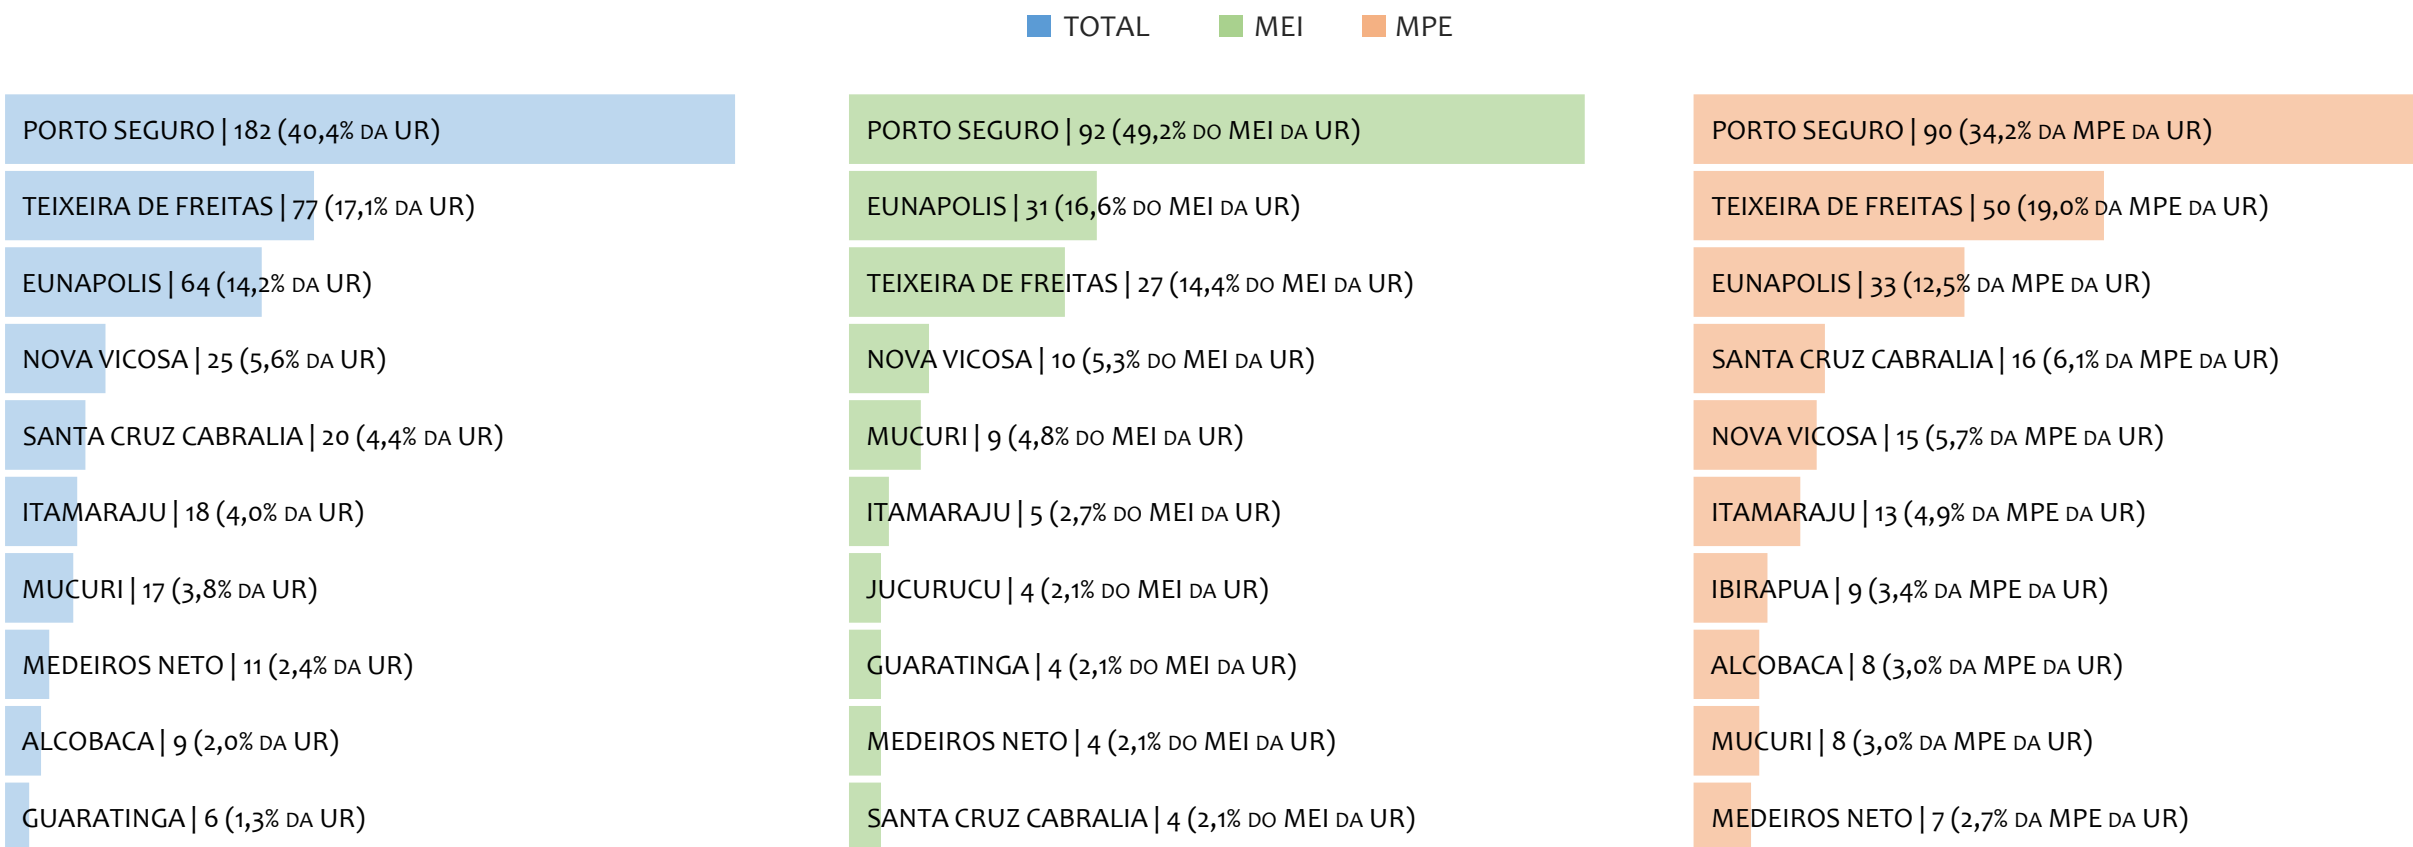 TOTAL MEI MPE
PORTO SEGURO | 182 (40,4% DA UR)
TEIXEIRA DE FREITAS | 77 (17,1% DA UR)
EUNAPOLIS | 64 (14,2% DA UR)
NOVA VICOSA | 25 (5,6% DA UR)
SANTA CRUZ CABRALIA | 20 (4,4% DA UR)
ITAMARAJU | 18 (4,0% DA UR)
MUCURI | 17 (3,8% DA UR)
MEDEIROS NETO | 11 (2,4% DA UR)
ALCOBACA | 9 (2,0% DA UR)
GUARATINGA | 6 (1,3% DA UR)
PORTO SEGURO | 92 (49,2% DO MEI DA UR)
EUNAPOLIS | 31 (16,6% DO MEI DA UR)
TEIXEIRA DE FREITAS | 27 (14,4% DO MEI DA UR)
NOVA VICOSA | 10 (5,3% DO MEI DA UR)
MUCURI | 9 (4,8% DO MEI DA UR)
ITAMARAJU | 5 (2,7% DO MEI DA UR)
JUCURUCU | 4 (2,1% DO MEI DA UR)
GUARATINGA | 4 (2,1% DO MEI DA UR)
MEDEIROS NETO | 4 (2,1% DO MEI DA UR)
SANTA CRUZ CABRALIA | 4 (2,1% DO MEI DA UR)
PORTO SEGURO | 90 (34,2% DA MPE DA UR)
TEIXEIRA DE FREITAS | 50 (19,0% DA MPE DA UR)
EUNAPOLIS | 33 (12,5% DA MPE DA UR)
SANTA CRUZ CABRALIA | 16 (6,1% DA MPE DA UR)
NOVA VICOSA | 15 (5,7% DA MPE DA UR)
ITAMARAJU | 13 (4,9% DA MPE DA UR)
IBIRAPUA | 9 (3,4% DA MPE DA UR)
ALCOBACA | 8 (3,0% DA MPE DA UR)
MUCURI | 8 (3,0% DA MPE DA UR)
MEDEIROS NETO | 7 (2,7% DA MPE DA UR)